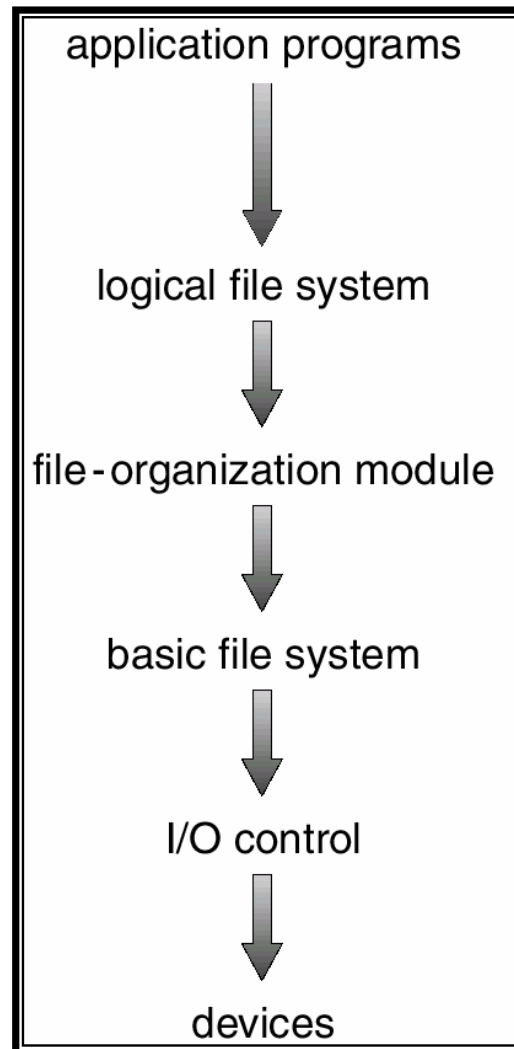 application programs
logical file system
file-organization module
basic file system
I/O control
devices